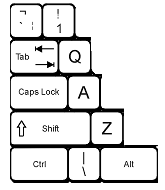 ¬ ! 
` ¦ 1
Tab Q
Caps Lock A
⇧ Shift Z
Ctrl | \ Alt